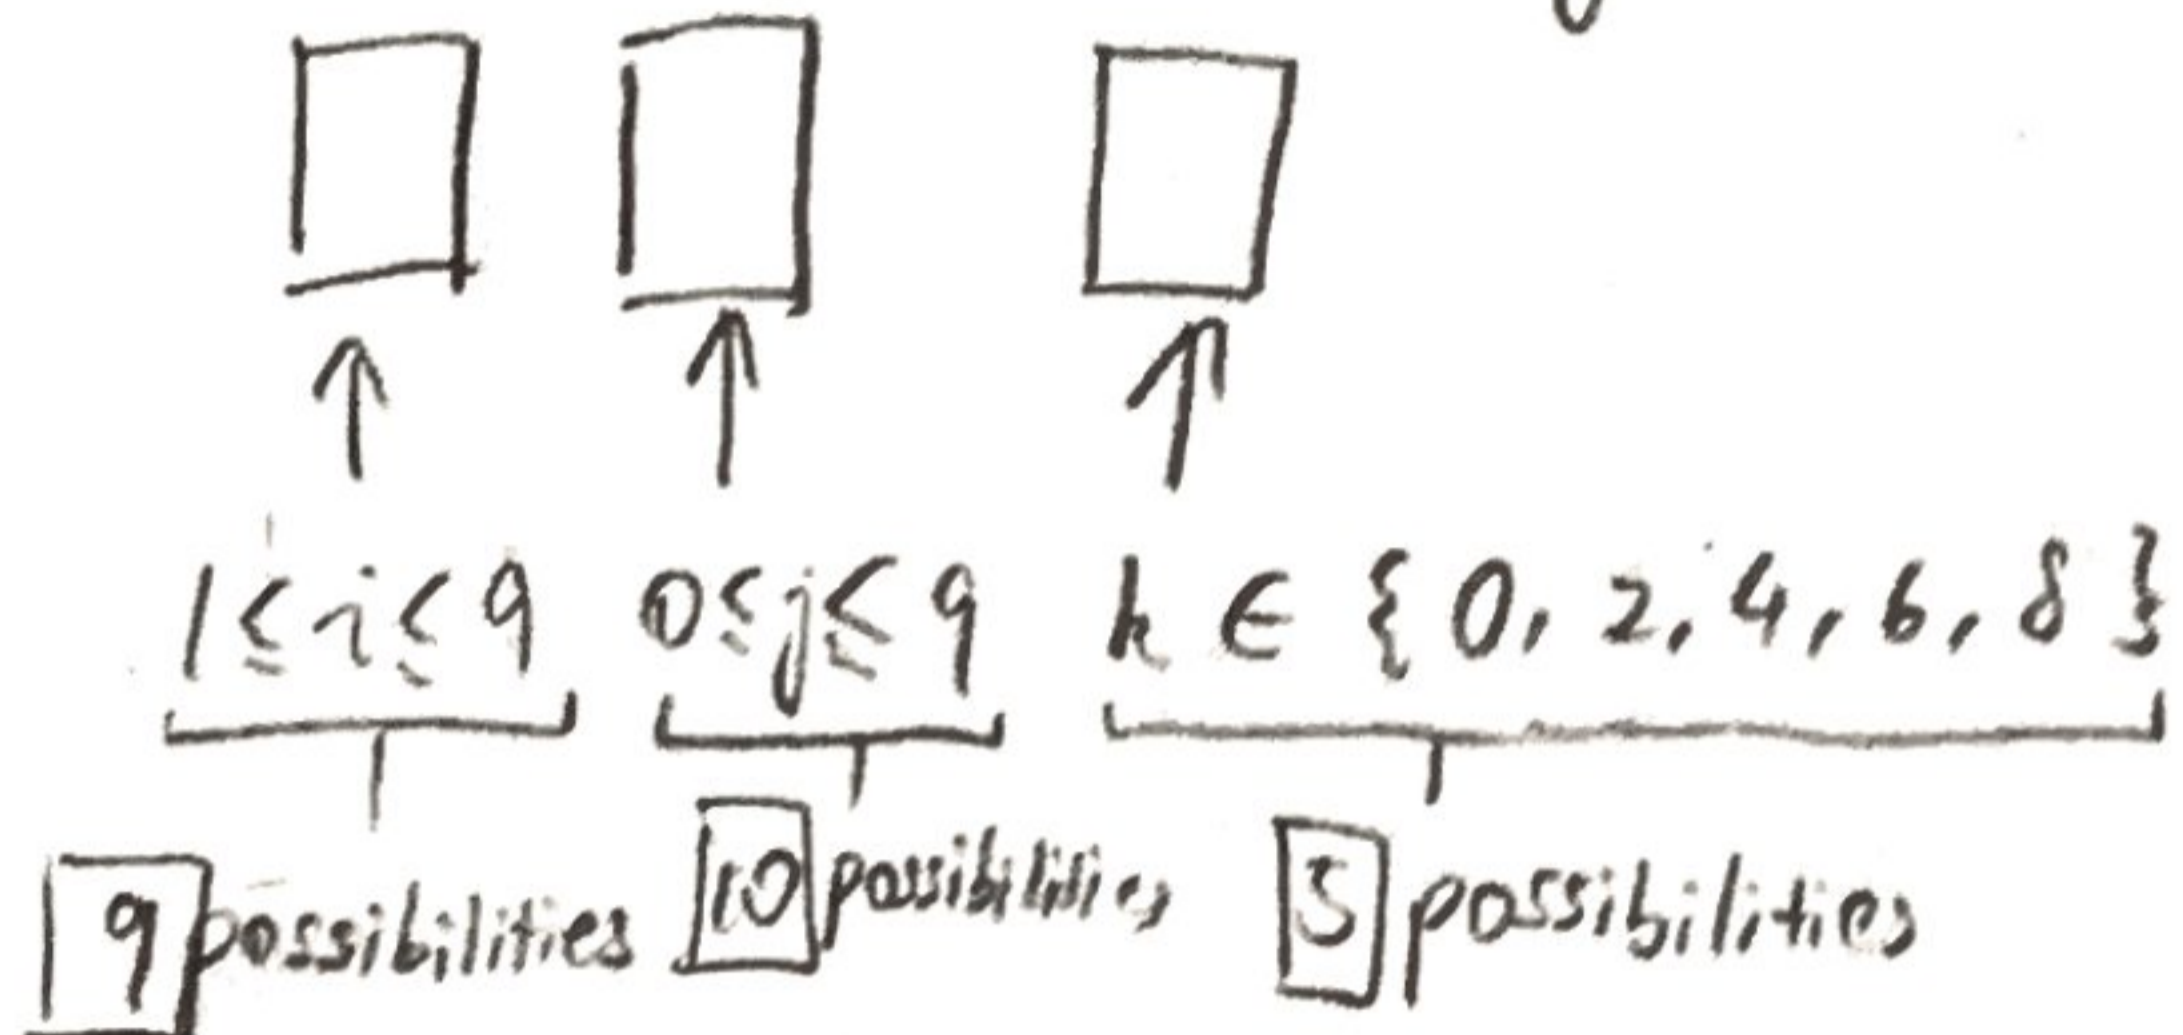 1 ≤ i ≤ 9 0 ≤ j ≤ 9 k ∈ {0, 2, 4, 6, 8}
9 possibilities 10 possibilities 5 possibilities